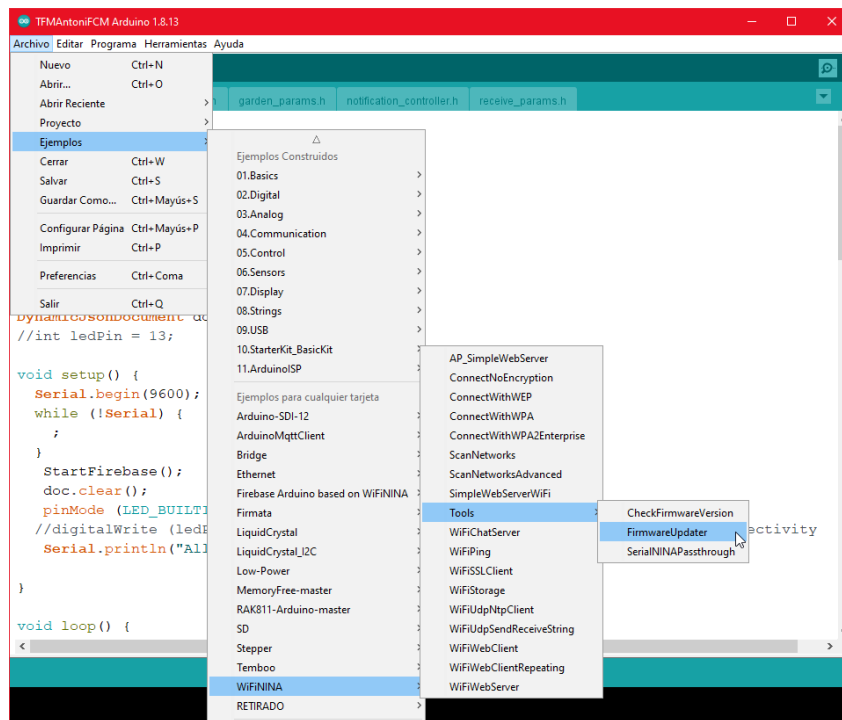 TFMAntoniFCM Arduino 1.8.13
Archivo Editar Programa Herramientas Ayuda
garden_params.h notification_controller.h receive_params.h
Nuevo Ctrl+N
Abrir... Ctrl+O
Abrir Reciente
Proyecto
Ejemplos
Cerrar Ctrl+W
Salvar Ctrl+S
Guardar Como... Ctrl+Mayús+S
Configurar Página Ctrl+Mayús+P
Imprimir Ctrl+P
Preferencias Ctrl+Coma
Salir Ctrl+Q
Ejemplos Construidos
01.Basics
02.Digital
03.Analog
04.Communication
05.Control
06.Sensors
07.Display
08.Strings
09.USB
10.StarterKit_BasicKit
11.ArduinoISP
Ejemplos para cualquier tarjeta
Arduino-SDI-12
ArduinoMqttClient
Bridge
Ethernet
Firebase Arduino based on WiFiNINA
Firmata
LiquidCrystal
LiquidCrystal_I2C
Low-Power
MemoryFree-master
RAK811-Arduino-master
SD
Stepper
Temboo
WiFiNINA
RETIRADO
AP_SimpleWebServer
ConnectNoEncryption
ConnectWithWEP
ConnectWithWPA
ConnectWithWPA2Enterprise
ScanNetworks
ScanNetworksAdvanced
SimpleWebServerWiFi
Tools
WiFiChatServer
WiFiPing
WiFiSSLClient
WiFiStorage
WiFiUdpNtpClient
WiFiUdpSendReceiveString
WiFiWebClient
WiFiWebClientRepeating
WiFiWebServer
CheckFirmwareVersion
FirmwareUpdater
SerialNINAPassthrough
DynamicJsonDocument do
//int ledPin = 13;
void setup() {
Serial.begin(9600);
while (!Serial) {
;
}
StartFirebase();
doc.clear();
pinMode (LED_BUILTI
//digitalWrite (ledP ectivity
Serial.println("All
}
void loop() {